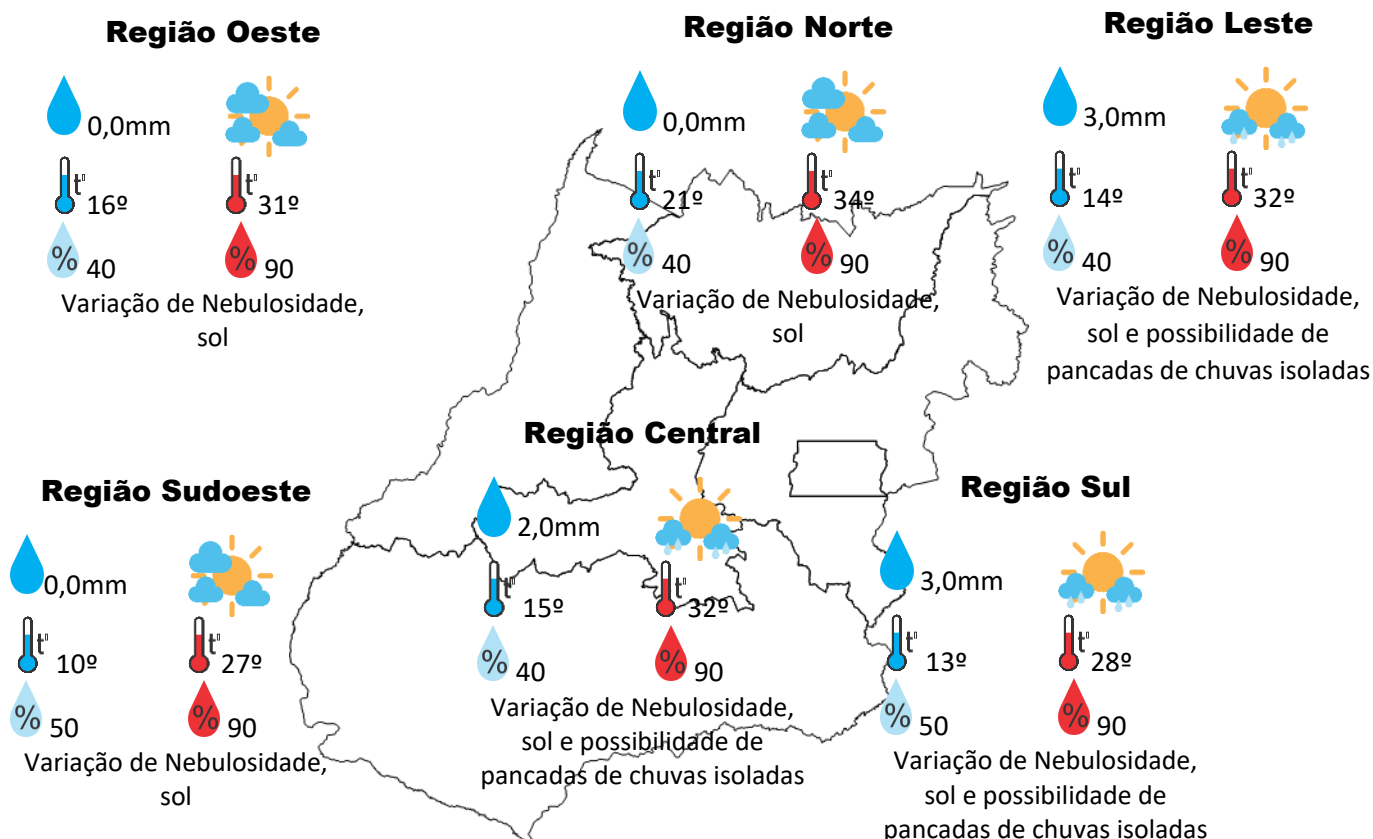 Região Oeste
0,0mm
t°
16º
t°
31º
%
40
%
90
Variação de Nebulosidade,
sol
Região Norte
0,0mm
t°
21º
t°
34º
%
40
%
90
Variação de Nebulosidade,
sol
Região Leste
3,0mm
t°
14º
t°
32º
%
40
%
90
Variação de Nebulosidade,
sol e possibilidade de
pancadas de chuvas isoladas
Região Sudoeste
0,0mm
t°
10º
t°
27º
%
50
%
90
Variação de Nebulosidade,
sol
Região Central
2,0mm
t°
15º
t°
32º
%
40
%
90
Variação de Nebulosidade,
sol e possibilidade de
pancadas de chuvas isoladas
Região Sul
3,0mm
t°
13º
t°
28º
%
50
%
90
Variação de Nebulosidade,
sol e possibilidade de
pancadas de chuvas isoladas